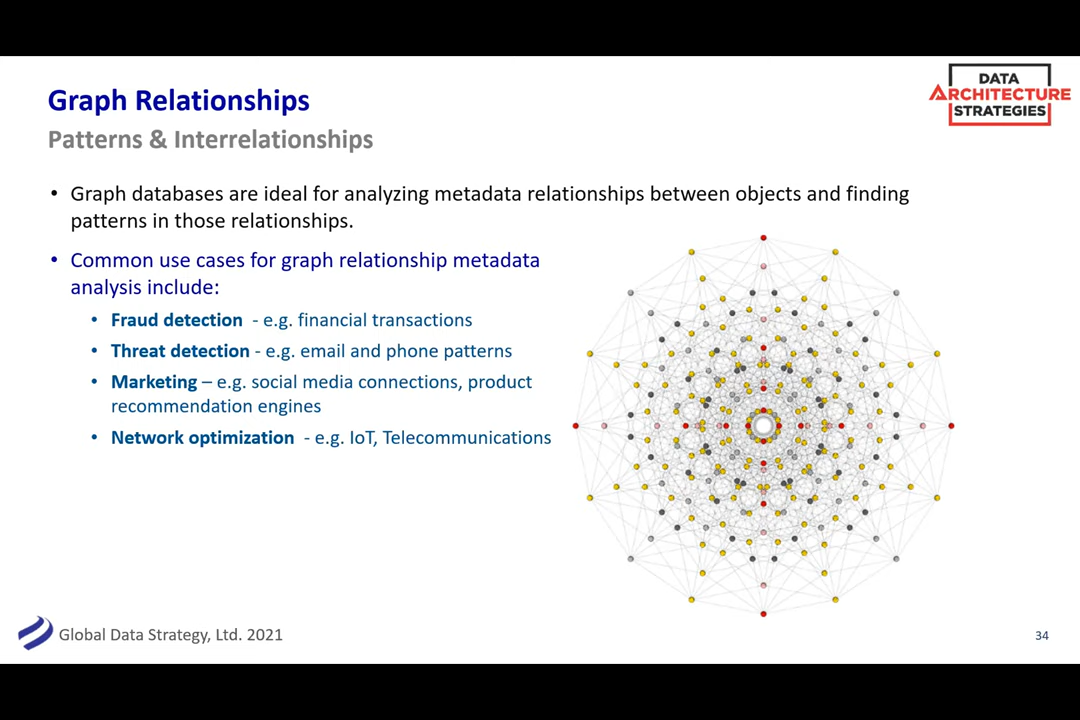 Graph Relationships
Patterns & Interrelationships
DATA
ARCHITECTURE
STRATEGIES
• Graph databases are ideal for analyzing metadata relationships between objects and finding
patterns in those relationships.
• Common use cases for graph relationship metadata
analysis include:
• Fraud detection - e.g. financial transactions
• Threat detection - e.g. email and phone patterns
• Marketing – e.g. social media connections, product
recommendation engines
• Network optimization - e.g. IoT, Telecommunications
Global Data Strategy, Ltd. 2021
34